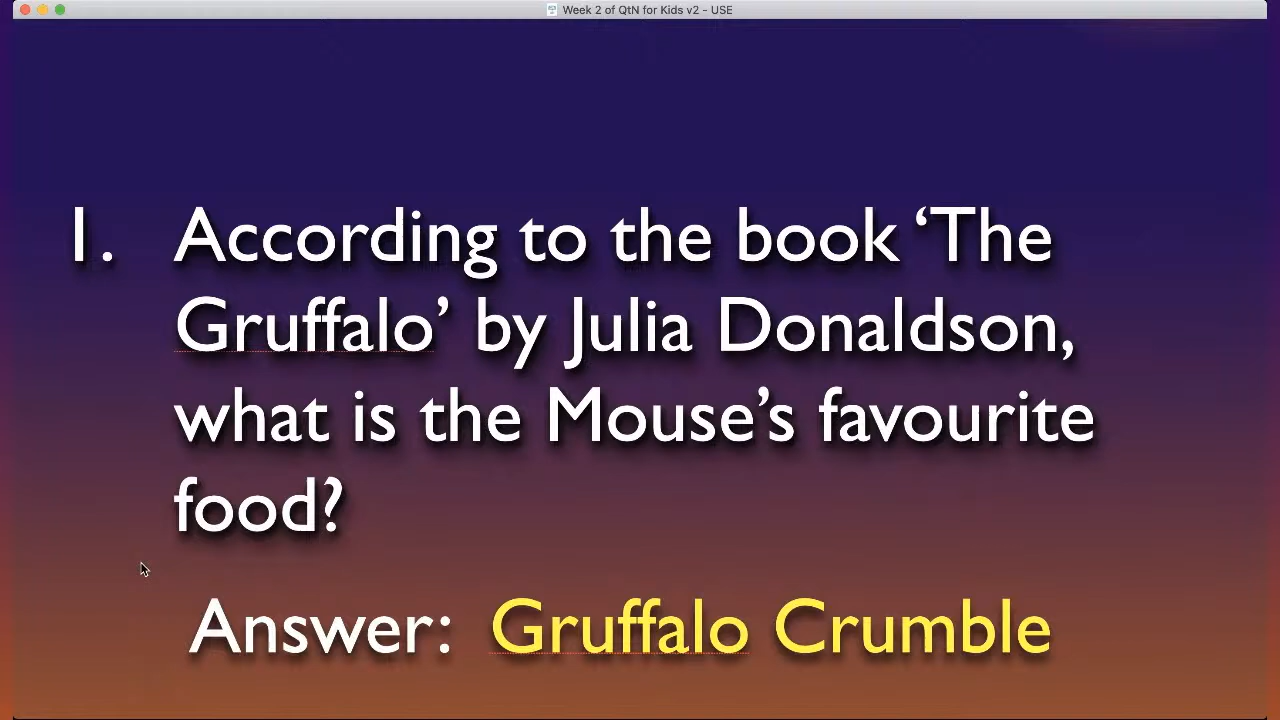 Week 2 of QtN for Kids v2 - USE
1. According to the book ‘The
Gruffalo’ by Julia Donaldson,
what is the Mouse’s favourite
food?
Answer: Gruffalo Crumble